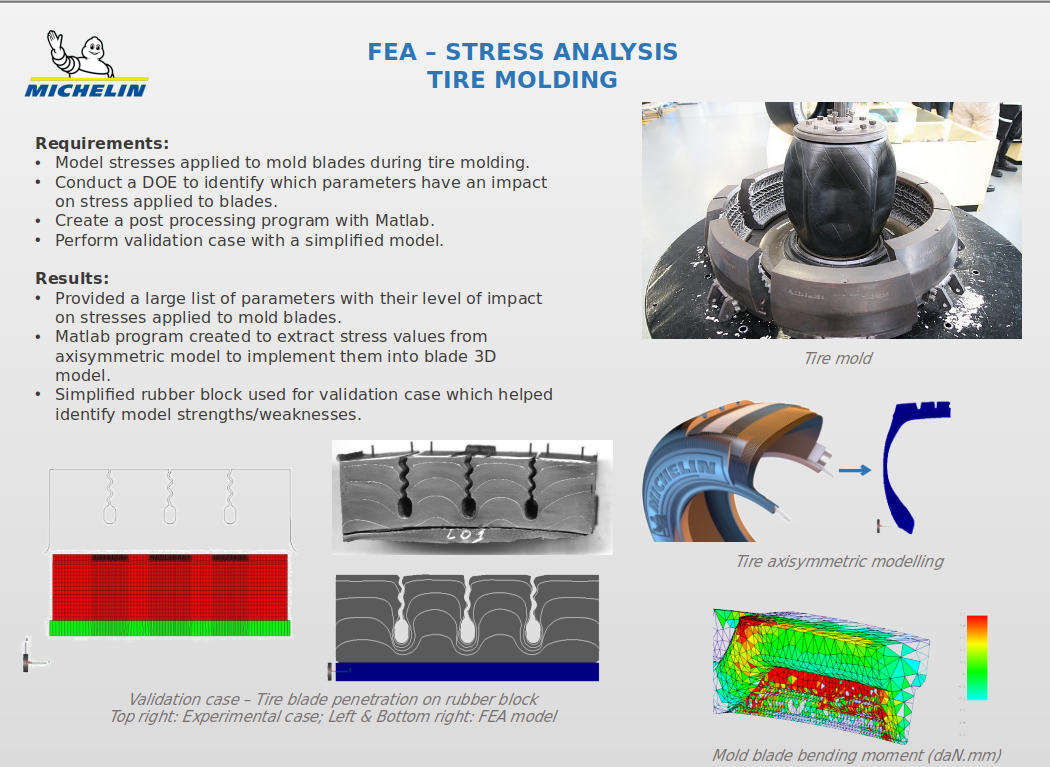 FEA – STRESS ANALYSIS
TIRE MOLDING
MICHELIN
Requirements:
• Model stresses applied to mold blades during tire molding.
• Conduct a DOE to identify which parameters have an impact
on stress applied to blades.
• Create a post processing program with Matlab.
• Perform validation case with a simplified model.
Results:
• Provided a large list of parameters with their level of impact
on stresses applied to mold blades.
• Matlab program created to extract stress values from
axisymmetric model to implement them into blade 3D
model.
• Simplified rubber block used for validation case which helped
identify model strengths/weaknesses.
Tire mold
MICHELIN
Tire axisymmetric modelling
L01
Validation case – Tire blade penetration on rubber block
Top right: Experimental case; Left & Bottom right: FEA model
Mold blade bending moment (daN.mm)